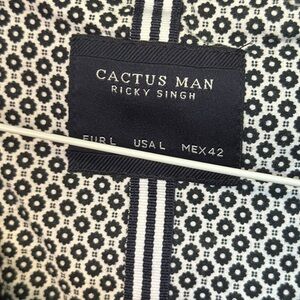 CACTUS MAN
RICKY SINGH
EUR L USA L MEX 42